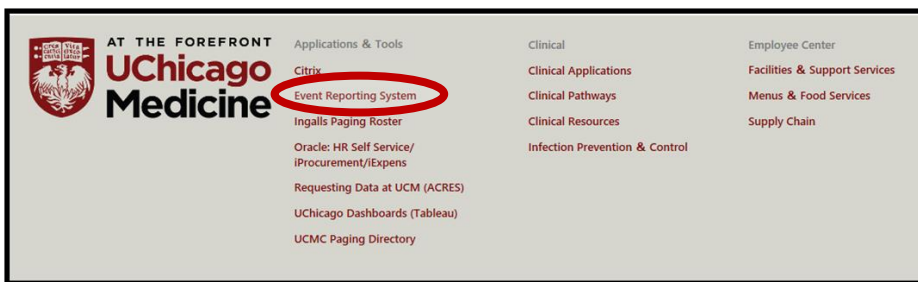 AT THE FOREFRONT
UChicago
Medicine
Applications & Tools
Citrix
Event Reporting System
Ingalls Paging Roster
Oracle: HR Self Service/
iProcurement/iExpens
Requesting Data at UCM (ACRES)
UChicago Dashboards (Tableau)
UCMC Paging Directory
Clinical
Clinical Applications
Clinical Pathways
Clinical Resources
Infection Prevention & Control
Employee Center
Facilities & Support Services
Menus & Food Services
Supply Chain